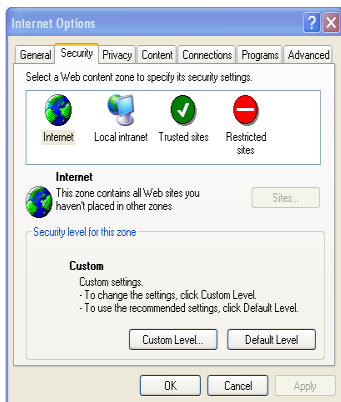 Internet Options
General Security Privacy Content Connections Programs Advanced
Select a Web content zone to specify its security settings.
Internet Local intranet Trusted sites Restricted
sites
Internet
This zone contains all Web sites you
haven't placed in other zones
Sites...
Security level for this zone
Custom
Custom settings.
- To change the settings, click Custom Level.
- To use the recommended settings, click Default Level.
Custom Level... Default Level
OK Cancel Apply